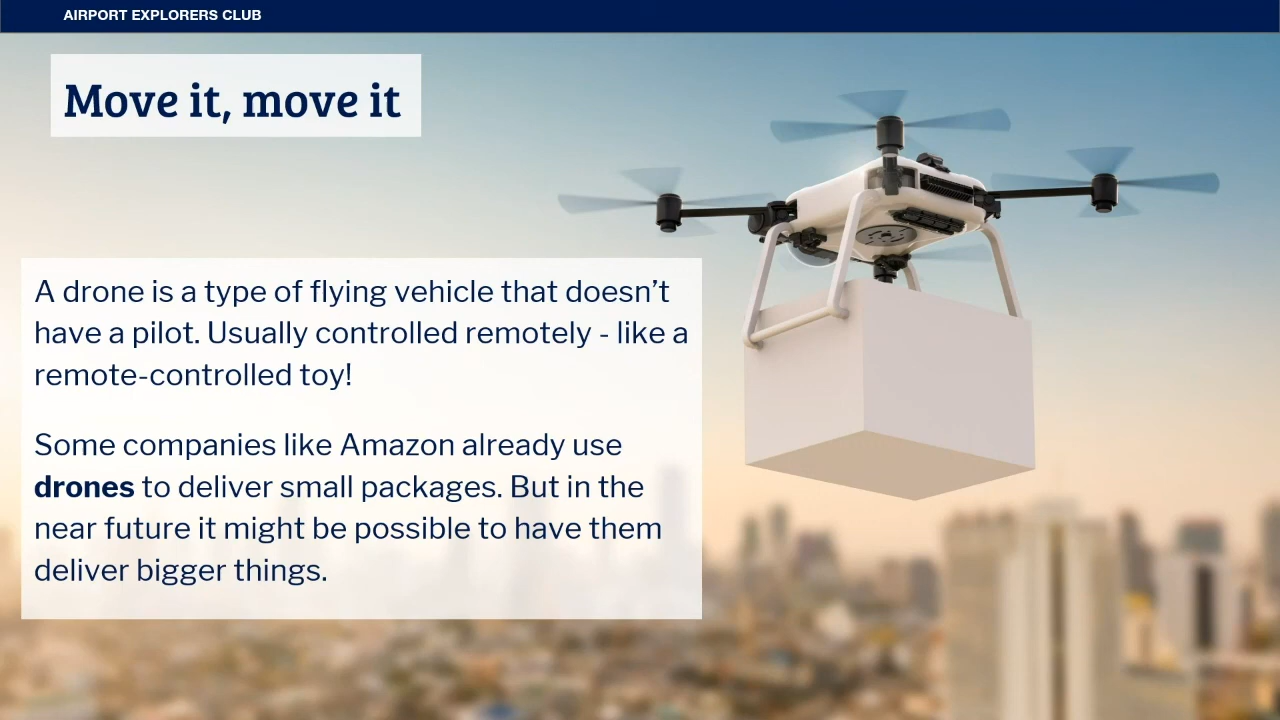 AIRPORT EXPLORERS CLUB
Move it, move it
A drone is a type of flying vehicle that doesn’t
have a pilot. Usually controlled remotely - like a
remote-controlled toy!
Some companies like Amazon already use
drones to deliver small packages. But in the
near future it might be possible to have them
deliver bigger things.